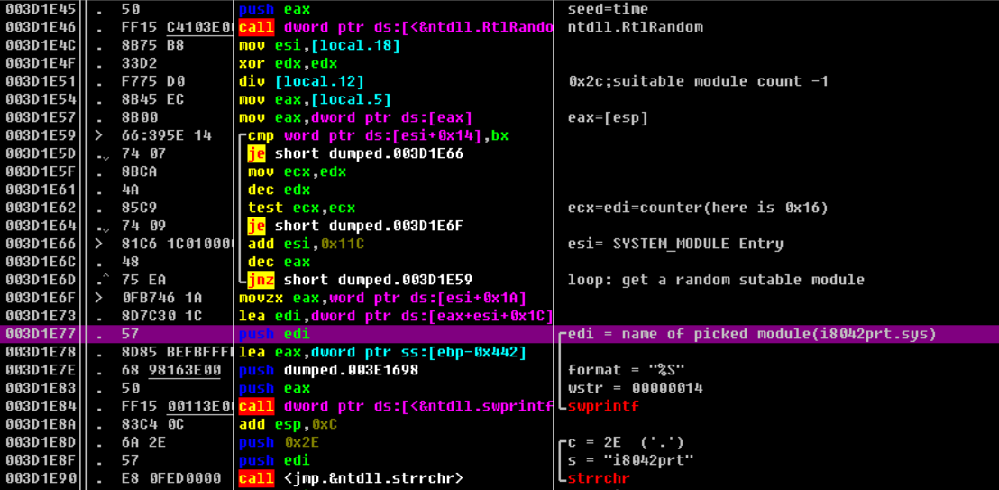 003D1E45 . 50 push eax seed=time
003D1E46 . FF15 C4103E00 call dword ptr ds:[<&ntdll.RtlRando ntdll.RtlRandom
003D1E4C . 8B75 B8 mov esi,[local.18]
003D1E4F . 33D2 xor edx,edx
003D1E51 . F775 D0 div [local.12] 0x2c;suitable module count -1
003D1E54 . 8B45 EC mov eax,[local.5]
003D1E57 . 8B00 mov eax,dword ptr ds:[eax] eax=[esp]
003D1E59 > 66:395E 14 cmp word ptr ds:[esi+0x14],bx
003D1E5D . 74 07 je short dumped.003D1E66
003D1E5F . 8BCA mov ecx,edx
003D1E61 . 4A dec edx
003D1E62 . 85C9 test ecx,ecx ecx=edi=counter(here is 0x16)
003D1E64 . 74 09 je short dumped.003D1E6F
003D1E66 > 81C6 1C010000 add esi,0x11C esi= SYSTEM_MODULE Entry
003D1E6C . 48 dec eax
003D1E6D .^ 75 EA jnz short dumped.003D1E59 loop: get a random sutable module
003D1E6F > 0FB746 1A movzx eax,word ptr ds:[esi+0x1A]
003D1E73 . 8D7C30 1C lea edi,dword ptr ds:[eax+esi+0x1C]
003D1E77 . 57 push edi edi = name of picked module(i8042prt.sys)
003D1E78 . 8D85 BEFBFFFF lea eax,dword ptr ss:[ebp-0x442]
003D1E7E . 68 98163E00 push dumped.003E1698 format = "%S"
003D1E83 . 50 push eax wstr = 00000014
003D1E84 . FF15 00113E00 call dword ptr ds:[<&ntdll.swprintf swprintf
003D1E8A . 83C4 0C add esp,0xC
003D1E8D . 6A 2E push 0x2E c = 2E ('.')
003D1E8F . 57 push edi s = "i8042prt"
003D1E90 . E8 0FED0000 call <jmp.&ntdll.strrchr> strrchr